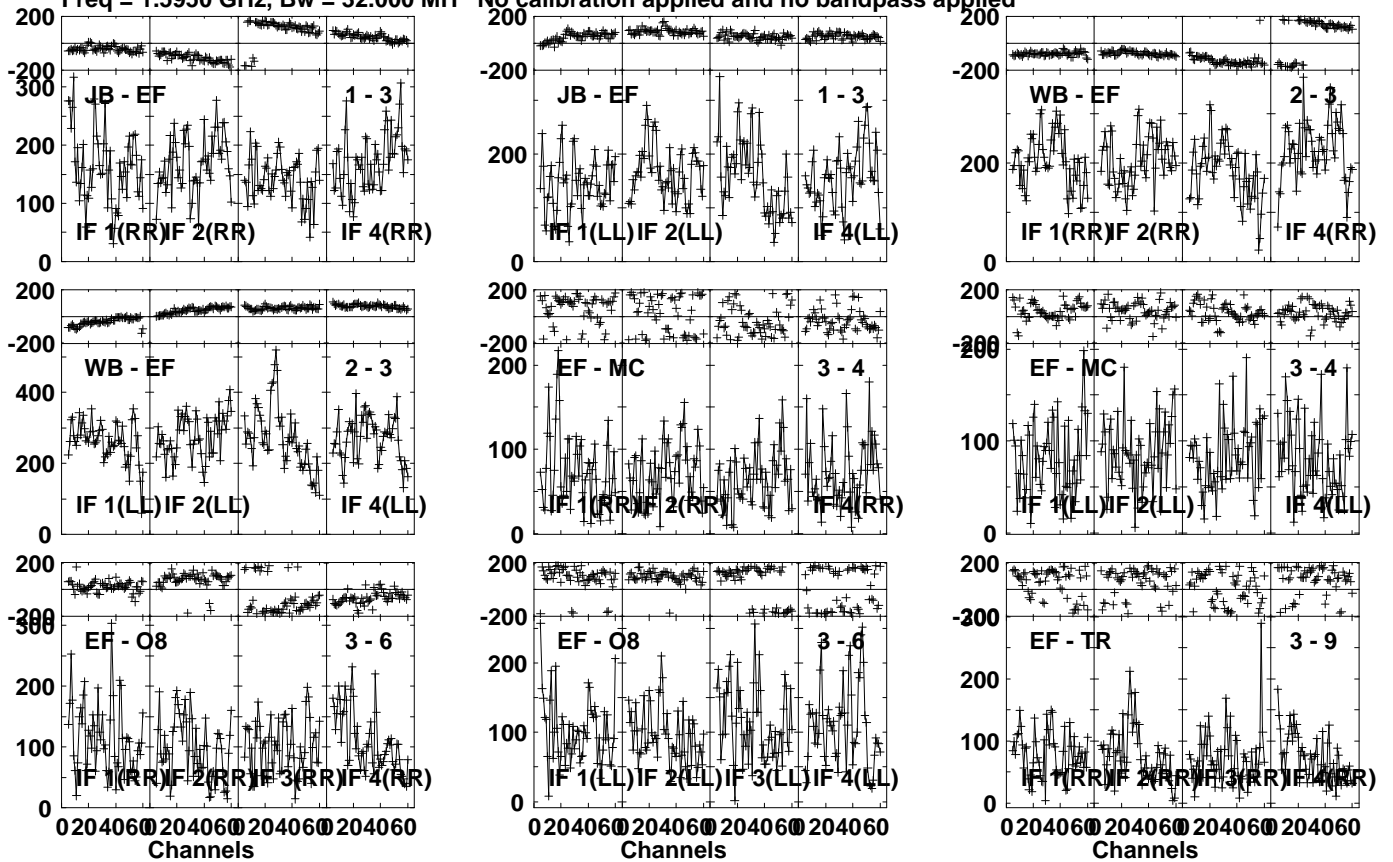 Freq = 1.5950 GHz, Bw = 32.000 MH No calibration applied and no bandpass applied
200
-200
300
200
100
0
JB - EF 1 - 3
IF 1(RR) IF 2(RR) IF 4(RR)
200
-200
200
0
JB - EF 1 - 3
IF 1(LL) IF 2(LL) IF 4(LL)
200
-200
200
0
WB - EF 2 - 3
IF 1(RR) IF 2(RR) IF 4(RR)
200
-200
400
200
0
WB - EF 2 - 3
IF 1(LL) IF 2(LL) IF 4(LL)
200
-200
200
100
0
EF - MC 3 - 4
IF 1(RR) IF 2(RR) IF 4(RR)
200
-200
200
100
0
EF - MC 3 - 4
IF 1(LL) IF 2(LL) IF 4(LL)
200
-200
300
200
100
0
EF - O8 3 - 6
IF 1(RR) IF 2(RR) IF 3(RR) IF 4(RR)
0 20 40 60 0 20 40 60 0 20 40 60 0 20 40 60
Channels
200
-200
200
100
0
EF - O8 3 - 6
IF 1(LL) IF 2(LL) IF 3(LL) IF 4(LL)
0 20 40 60 0 20 40 60 0 20 40 60 0 20 40 60
Channels
200
-200
300
200
100
0
EF - TR 3 - 9
IF 1(RR) IF 2(RR) IF 3(RR) IF 4(RR)
0 20 40 60 0 20 40 60 0 20 40 60 0 20 40 60
Channels